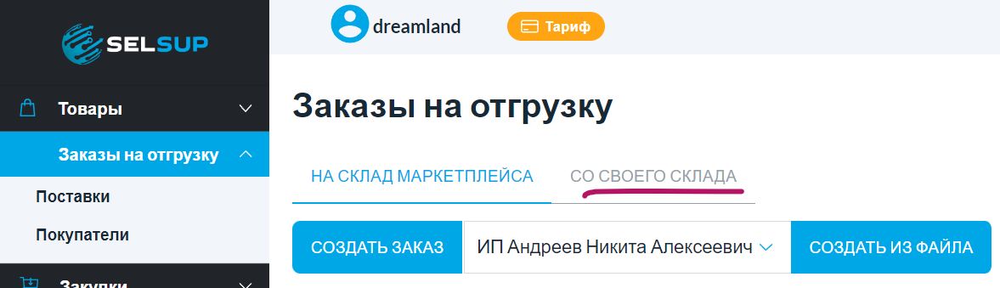 SELSUP
dreamland
Тариф
Товары
Заказы на отгрузку
Поставки
Покупатели
Закупки
Заказы на отгрузку
НА СКЛАД МАРКЕТПЛЕЙСА
СО СВОЕГО СКЛАДА
СОЗДАТЬ ЗАКАЗ
ИП Андреев Никита Алексеевич
СОЗДАТЬ ИЗ ФАЙЛА